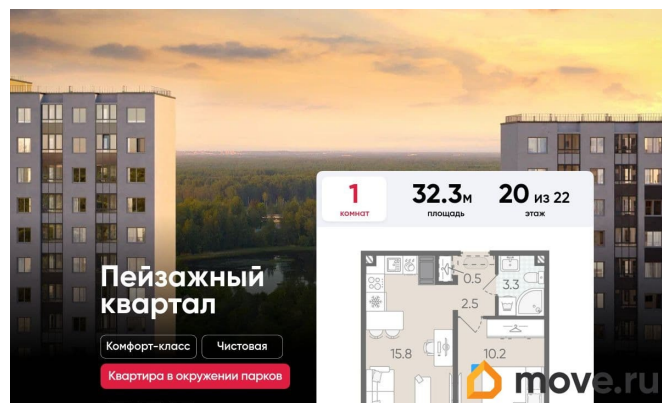 1
комнат
32.3м
площадь
20 из 22
этаж
Пейзажный
квартал
Комфорт-класс
Чистовая
Квартира в окружении парков
0.5
3.3
2.5
15.8
10.2
move.ru